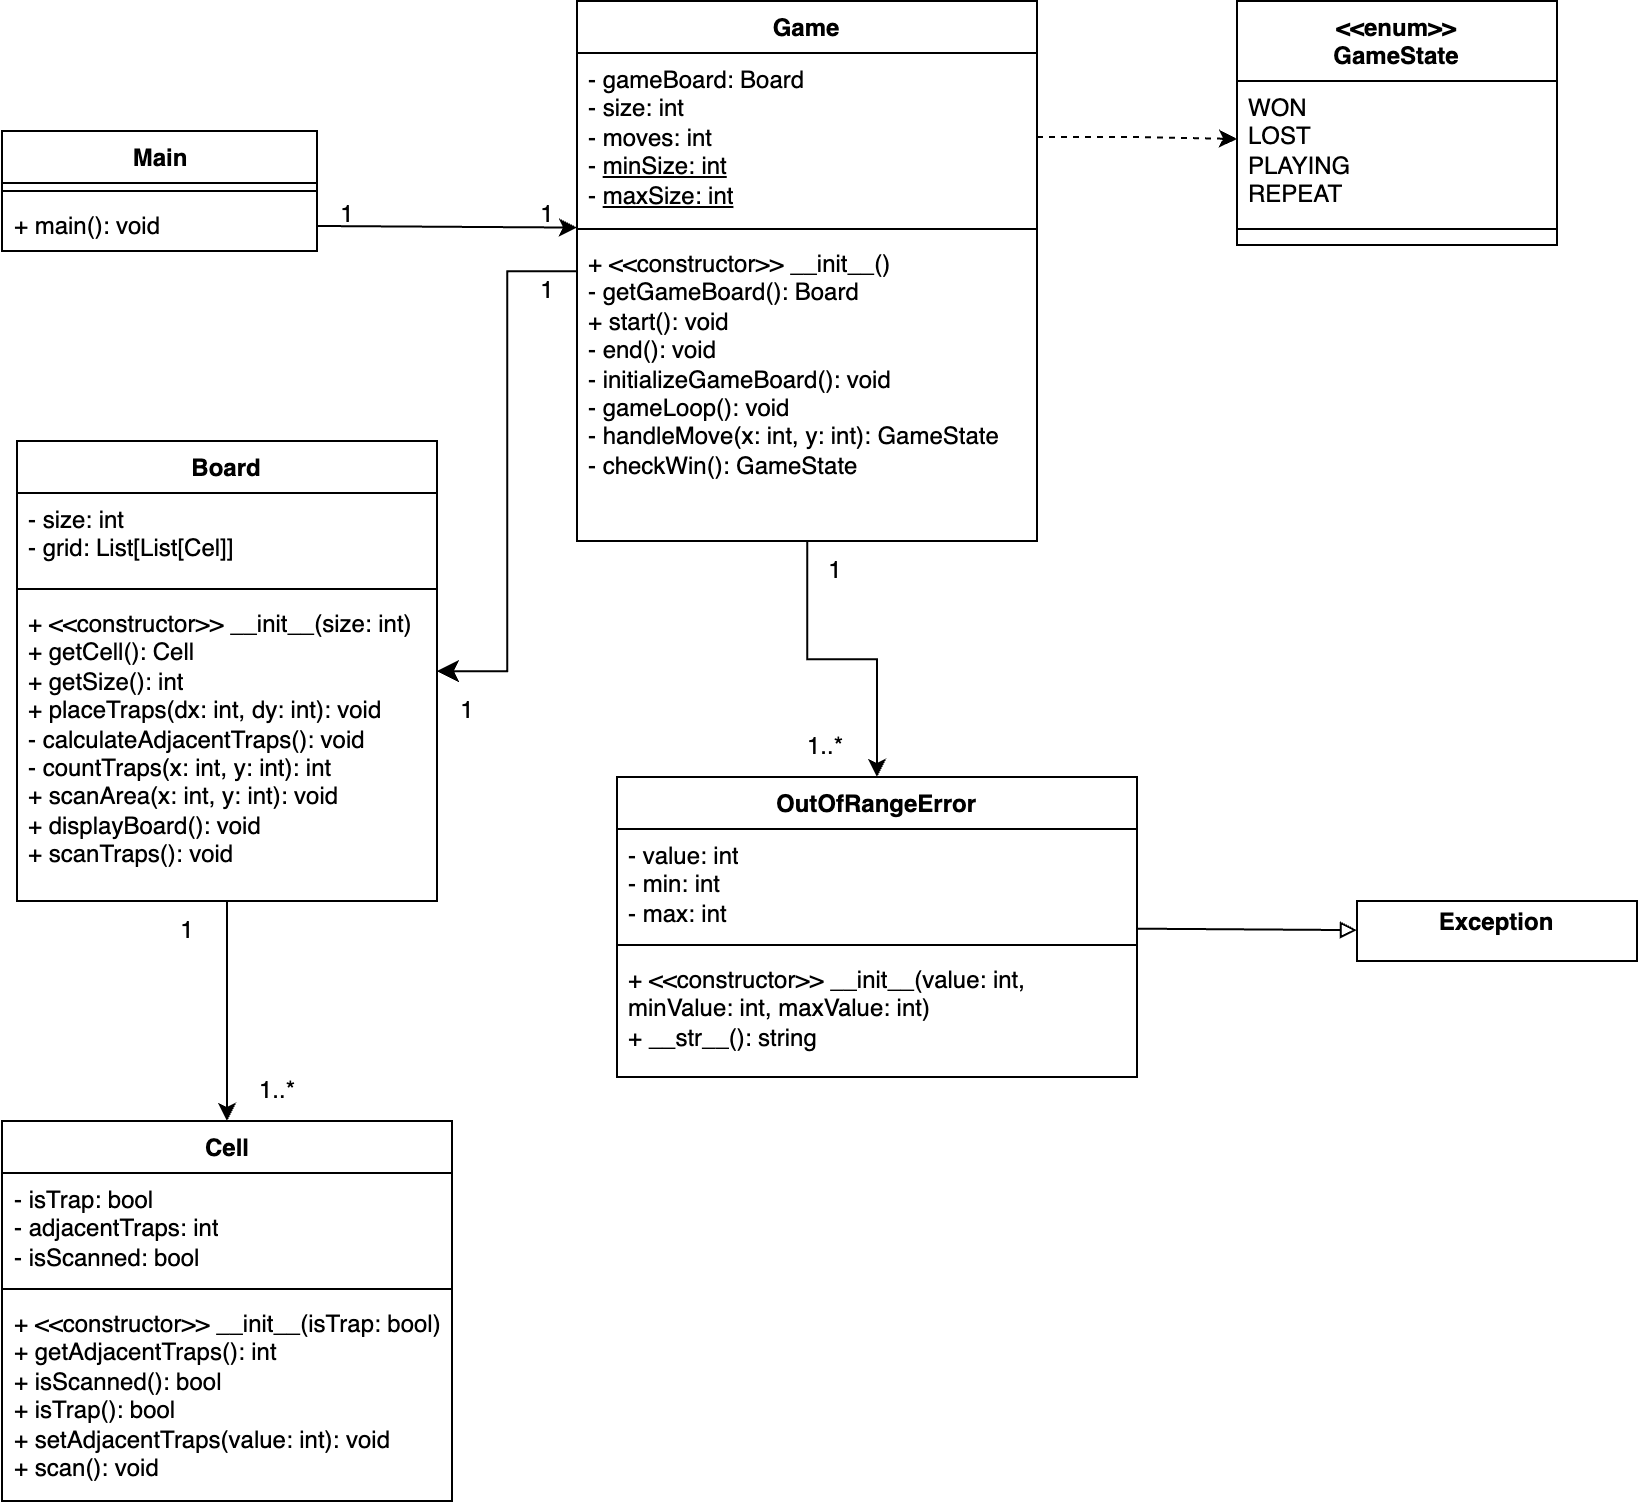 Game
- gameBoard: Board
- size: int
- moves: int
- minSize: int
- maxSize: int
+ <<constructor>> __init__()
- getGameBoard(): Board
+ start(): void
- end(): void
- initializeGameBoard(): void
- gameLoop(): void
- handleMove(x: int, y: int): GameState
- checkWin(): GameState
<<enum>>
GameState
WON
LOST
PLAYING
REPEAT
Main
+ main(): void
1
1
1
1
Board
- size: int
- grid: List[List[Cel]]
+ <<constructor>> __init__(size: int)
+ getCell(): Cell
+ getSize(): int
+ placeTraps(dx: int, dy: int): void
- calculateAdjacentTraps(): void
- countTraps(x: int, y: int): int
+ scanArea(x: int, y: int): void
+ displayBoard(): void
+ scanTraps(): void
1
1..*
OutOfRangeError
- value: int
- min: int
- max: int
+ <<constructor>> __init__(value: int,
minValue: int, maxValue: int)
+ __str__(): string
Exception
1
1..*
Cell
- isTrap: bool
- adjacentTraps: int
- isScanned: bool
+ <<constructor>> __init__(isTrap: bool)
+ getAdjacentTraps(): int
+ isScanned(): bool
+ isTrap(): bool
+ setAdjacentTraps(value: int): void
+ scan(): void